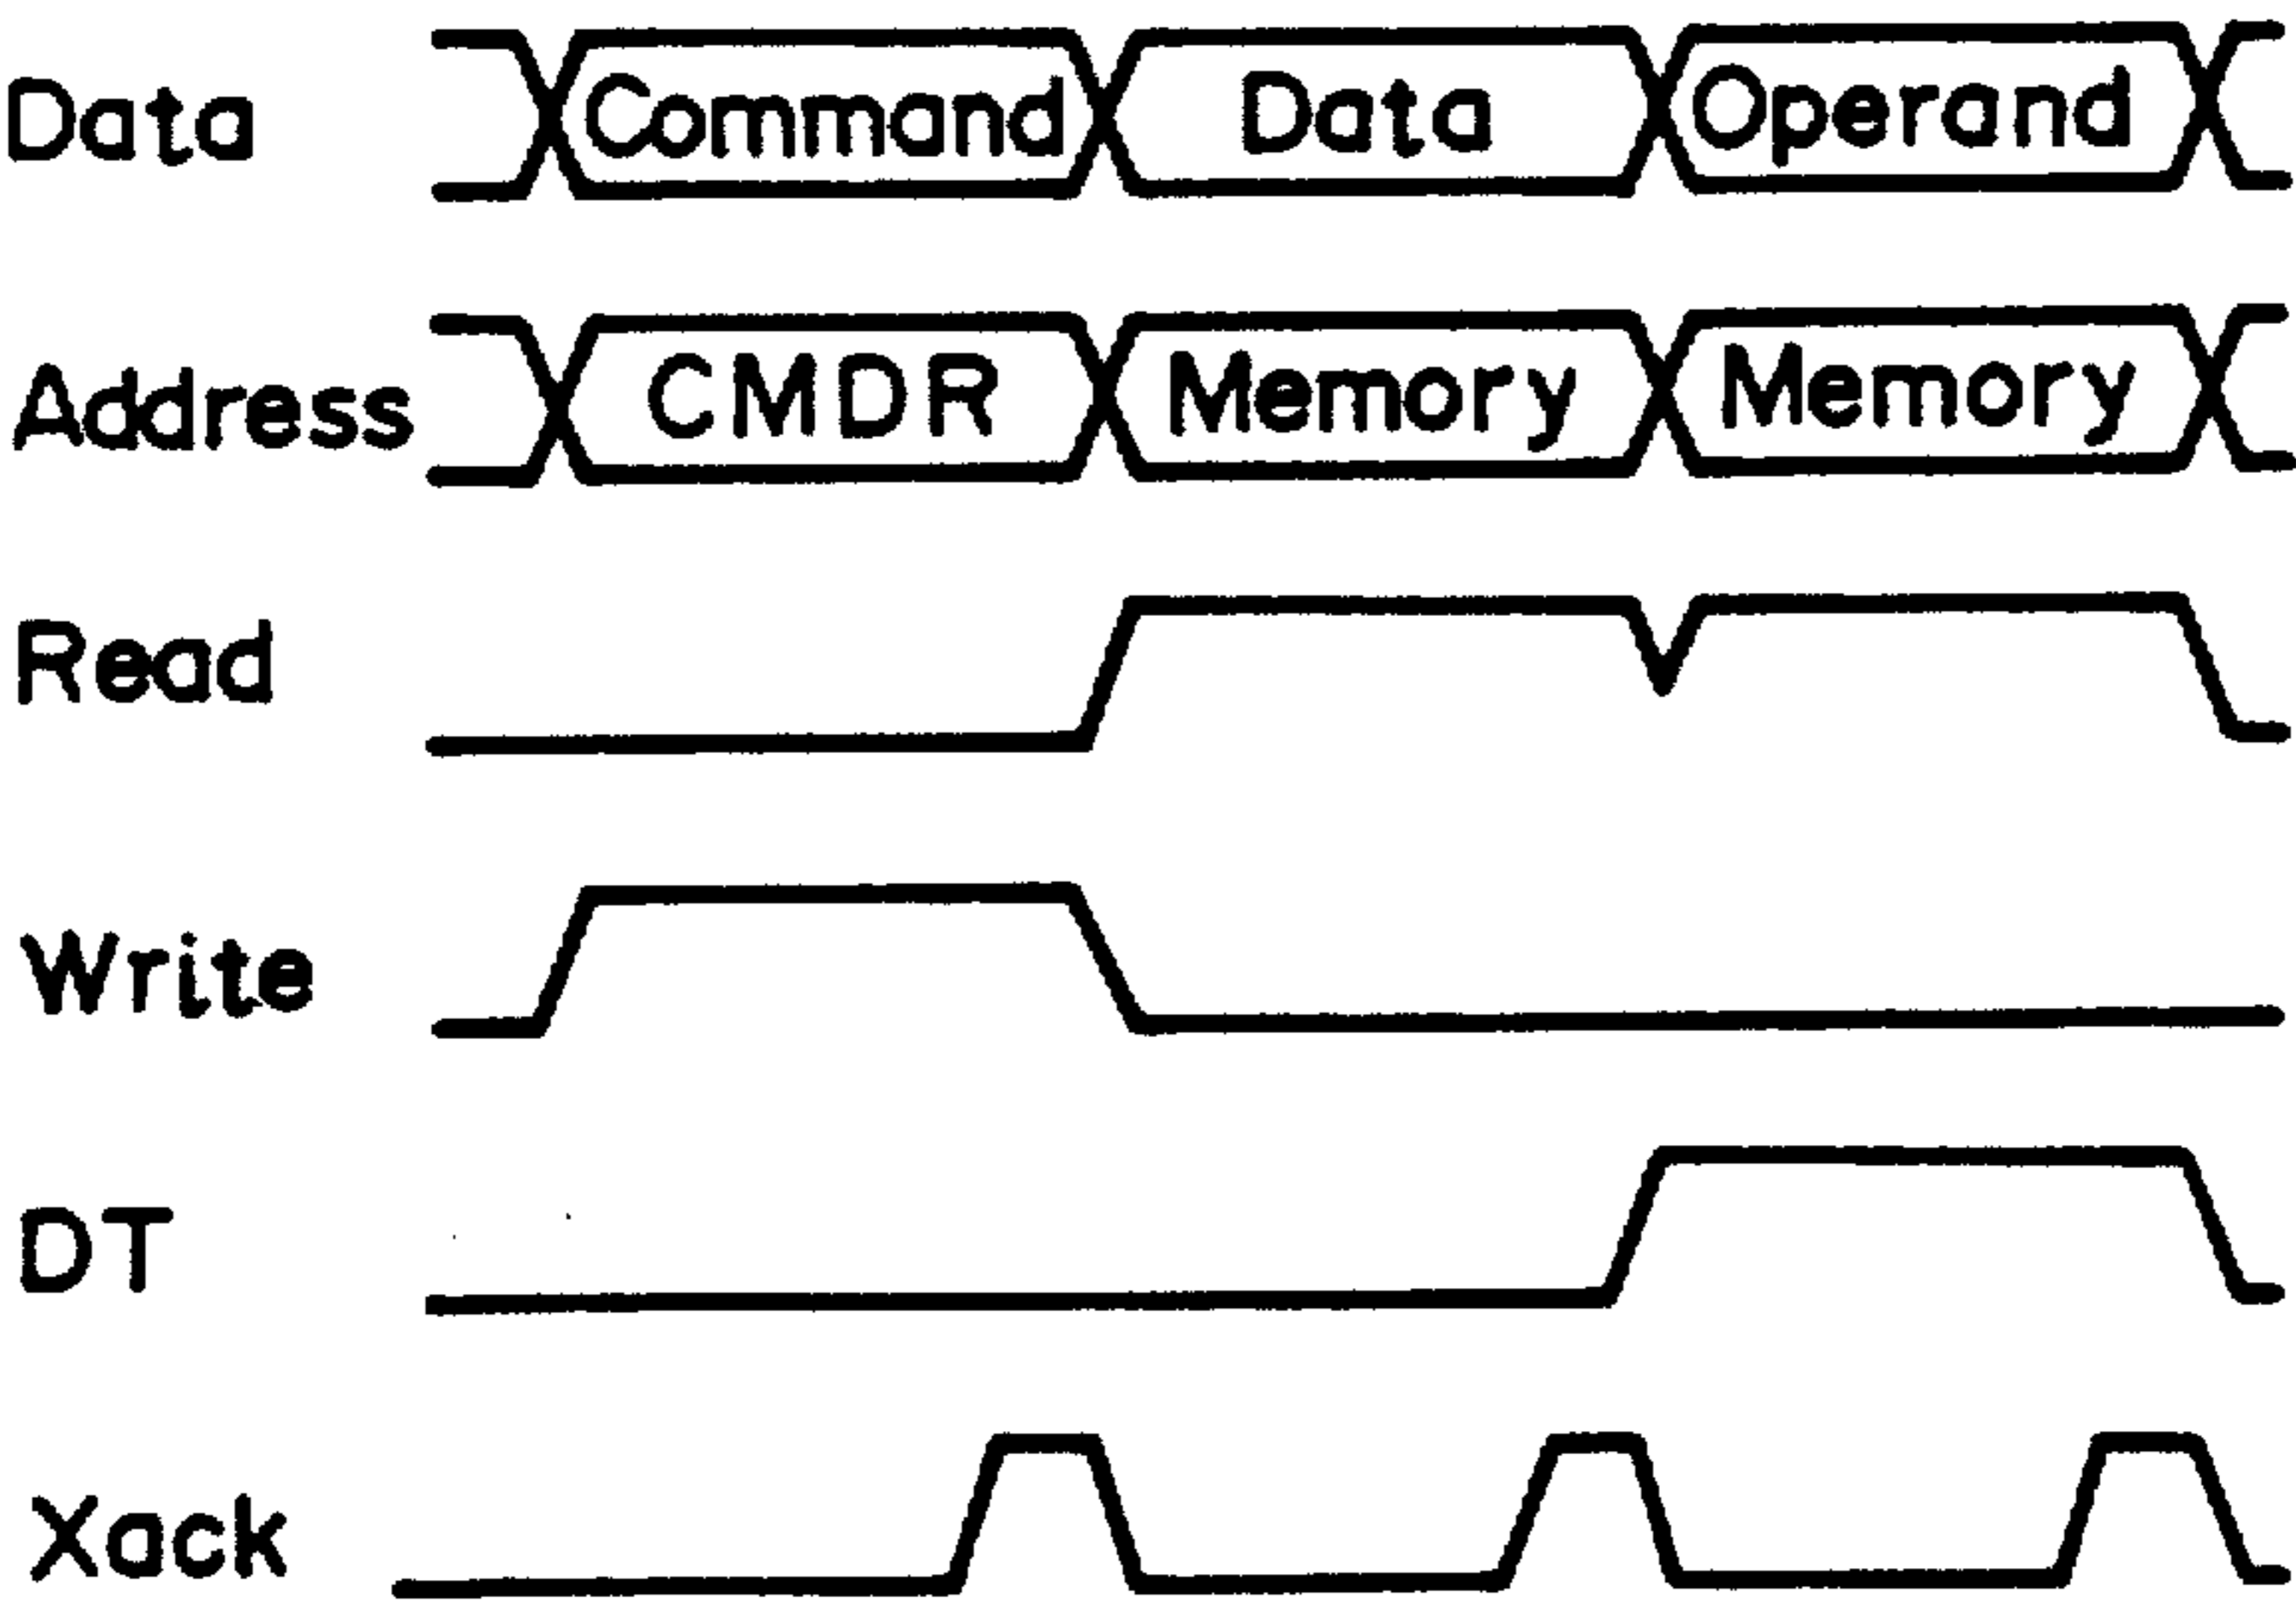 Data Command Data Operand
Address CMDR Memory Memory
Read
Write
DT
Xack